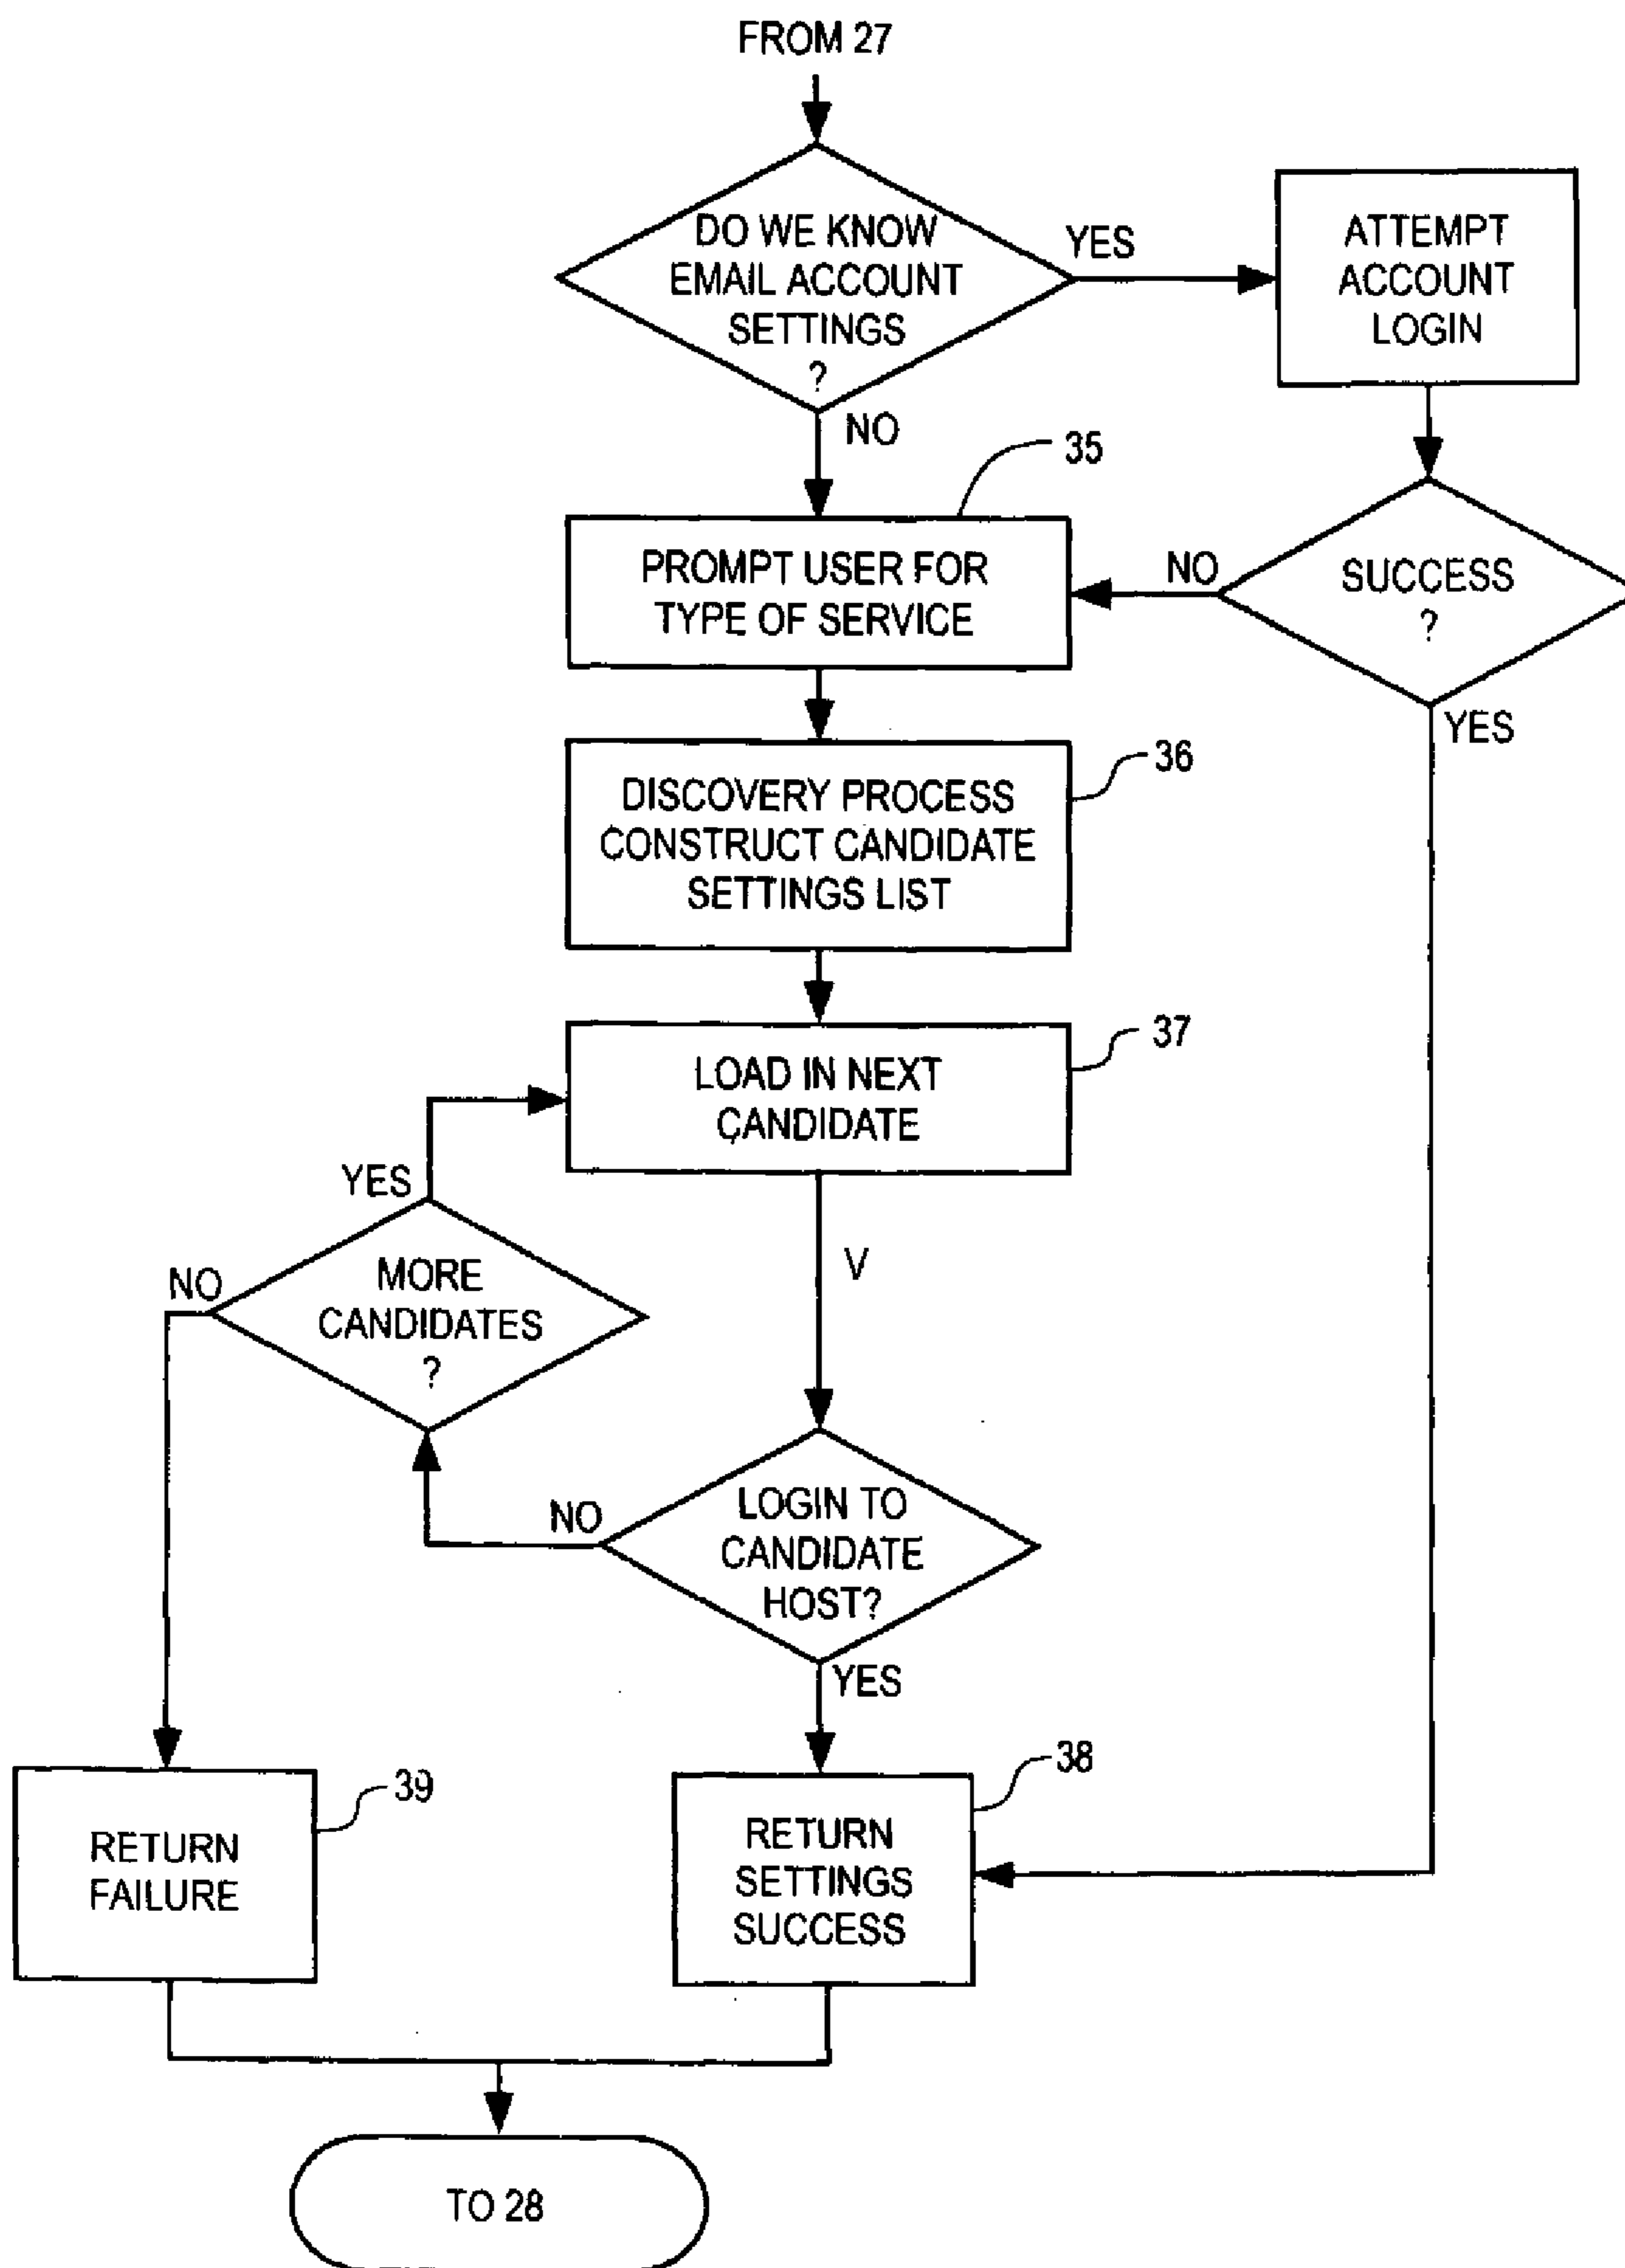 FROM 27
DO WE KNOW
EMAIL ACCOUNT
SETTINGS
?
YES
ATTEMPT
ACCOUNT
LOGIN
NO
35
PROMPT USER FOR
TYPE OF SERVICE
NO
SUCCESS
?
YES
36
DISCOVERY PROCESS
CONSTRUCT CANDIDATE
SETTINGS LIST
37
LOAD IN NEXT
CANDIDATE
YES
V
NO
MORE
CANDIDATES
?
NO
LOGIN TO
CANDIDATE
HOST?
YES
39
RETURN
FAILURE
38
RETURN
SETTINGS
SUCCESS
TO 28